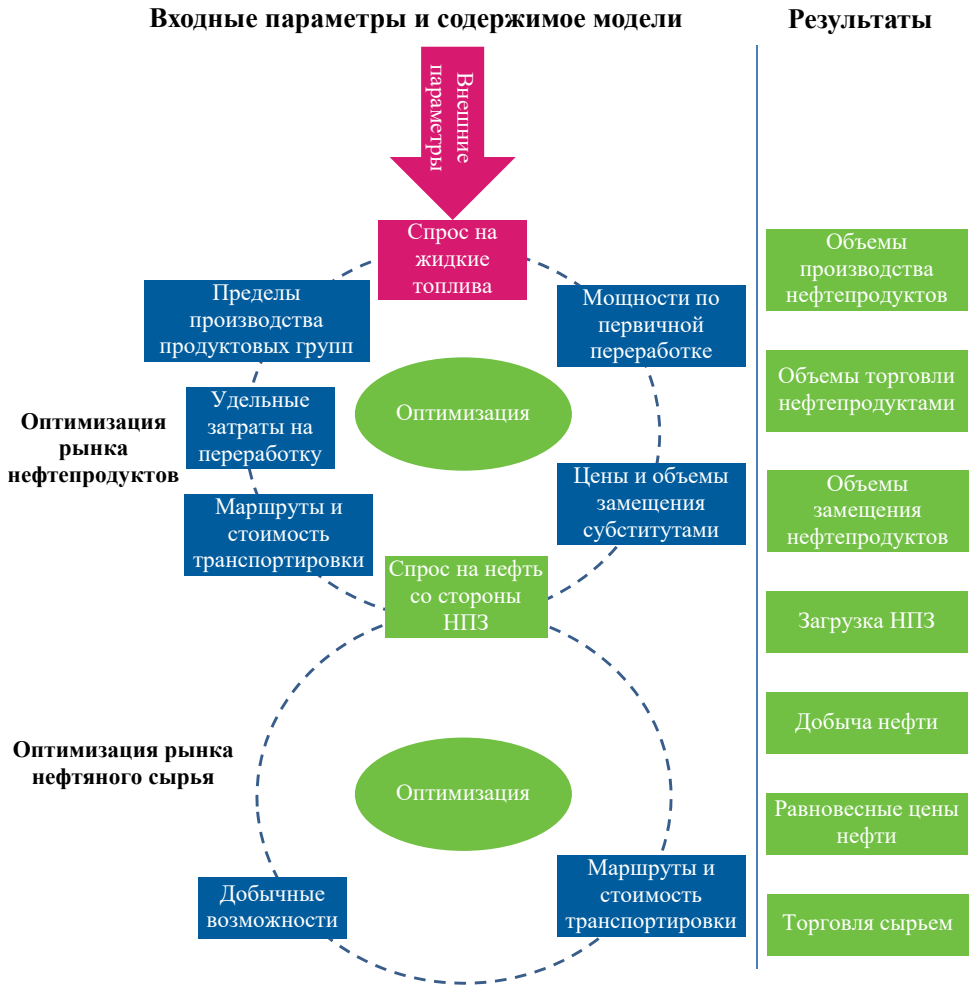 Входные параметры и содержимое модели
Результаты
Внешние
параметры
Спрос на
жидкие
топлива
Пределы
производства
продуктовых групп
Мощности по
первичной
переработке
Оптимизация
Удельные
затраты на
переработку
Оптимизация
рынка
нефтепродуктов
Маршруты и
стоимость
транспортировки
Цены и объемы
замещения
субститутами
Спрос на нефть
со стороны
НПЗ
Оптимизация рынка
нефтяного сырья
Оптимизация
Добычные
возможности
Маршруты и
стоимость
транспортировки
Объемы
производства
нефтепродуктов
Объемы торговли
нефтепродуктами
Объемы
замещения
нефтепродуктов
Загрузка НПЗ
Добыча нефти
Равновесные цены
нефти
Торговля сырьем